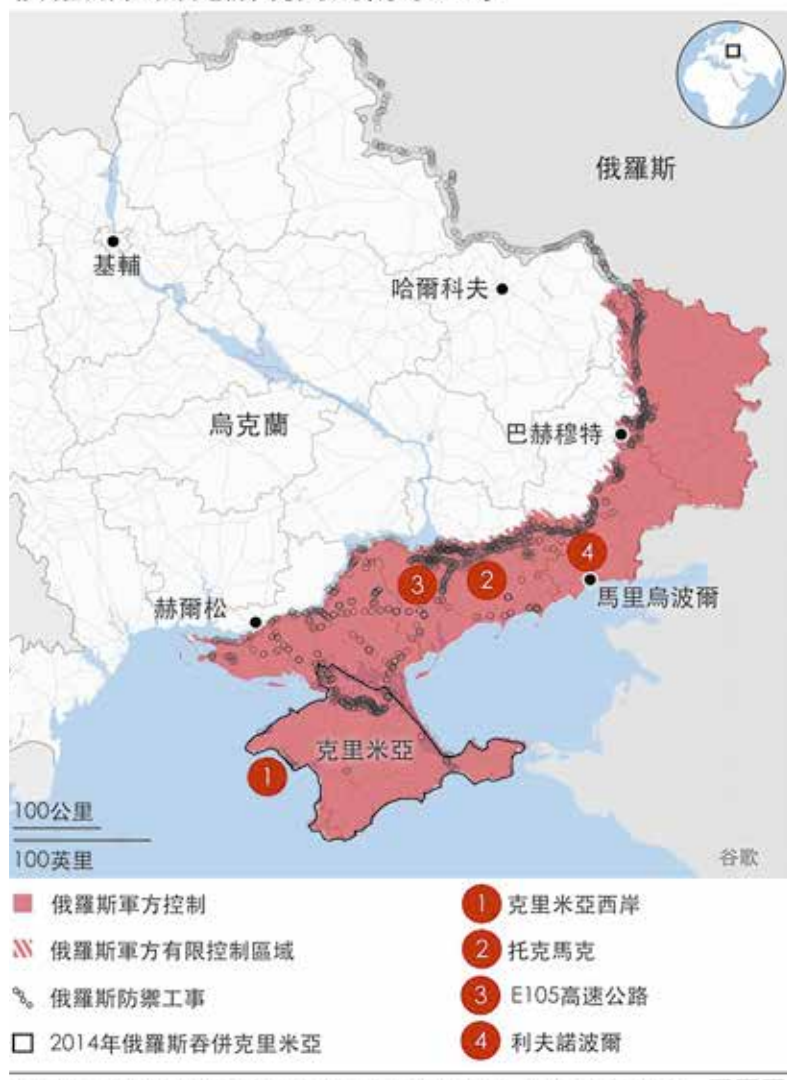 俄羅斯
基輔
哈爾科夫
烏克蘭
巴赫穆特
4
3
2
馬里烏波爾
赫爾松
克里米亞
1
100公里
100英里
谷歌
俄羅斯軍方控制
1 克里米亞西岸
俄羅斯軍方有限控制區域
2 托克馬克
俄羅斯防禦工事
3 E105高速公路
2014年俄羅斯吞併克里米亞
4 利夫諾波爾